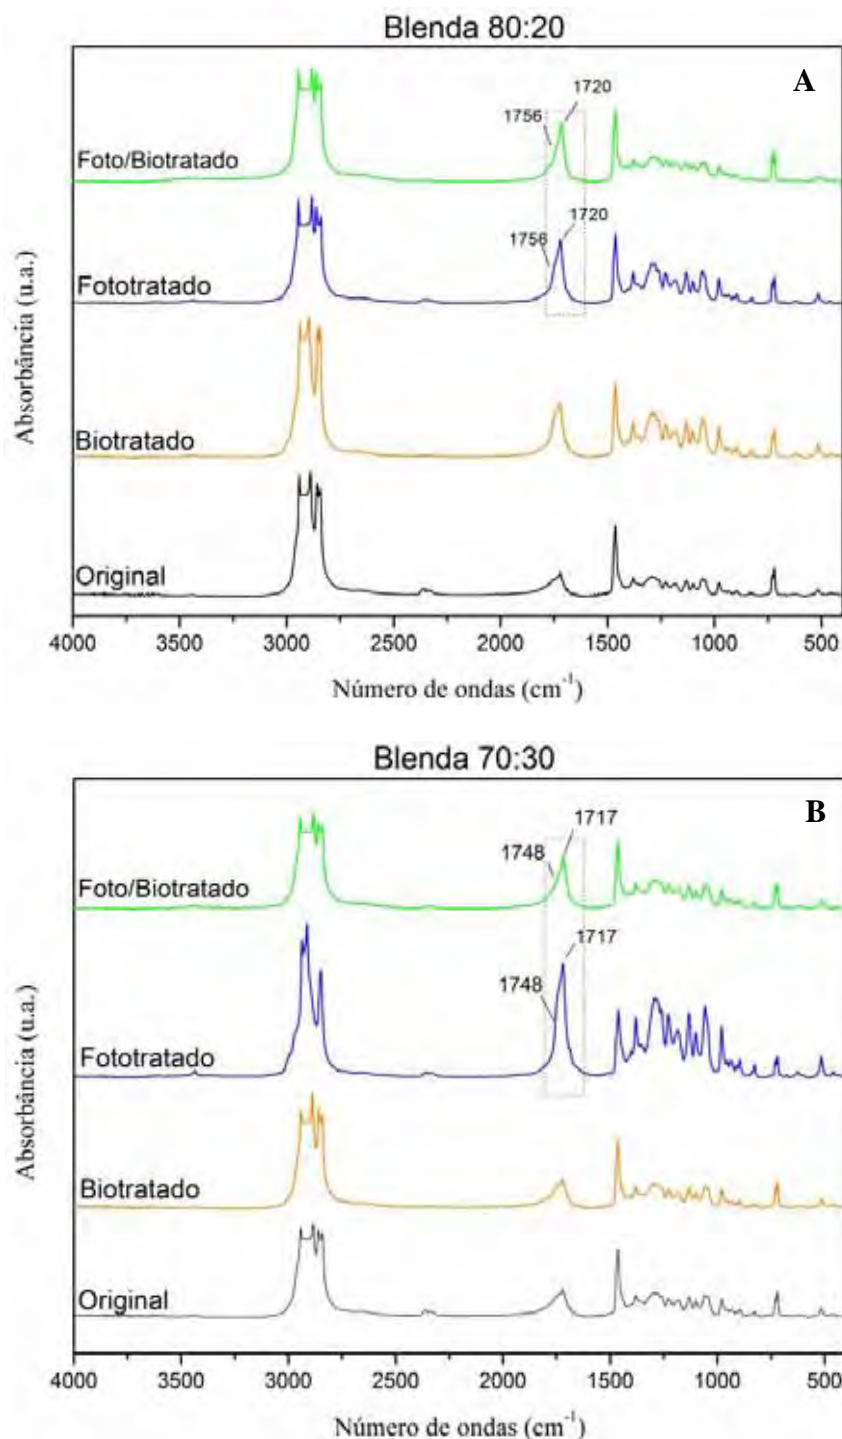 Blenda 80:20
A
1720
1756
Foto/Biotratado
1720
1756
Fototratado
Biotratado
Original
Absorbância (u.a.)
4000 3500 3000 2500 2000 1500 1000 500
Número de ondas (cm⁻¹)
Blenda 70:30
B
1717
1748
Foto/Biotratado
1717
1748
Fototratado
Biotratado
Original
Absorbância (u.a.)
4000 3500 3000 2500 2000 1500 1000 500
Número de ondas (cm⁻¹)